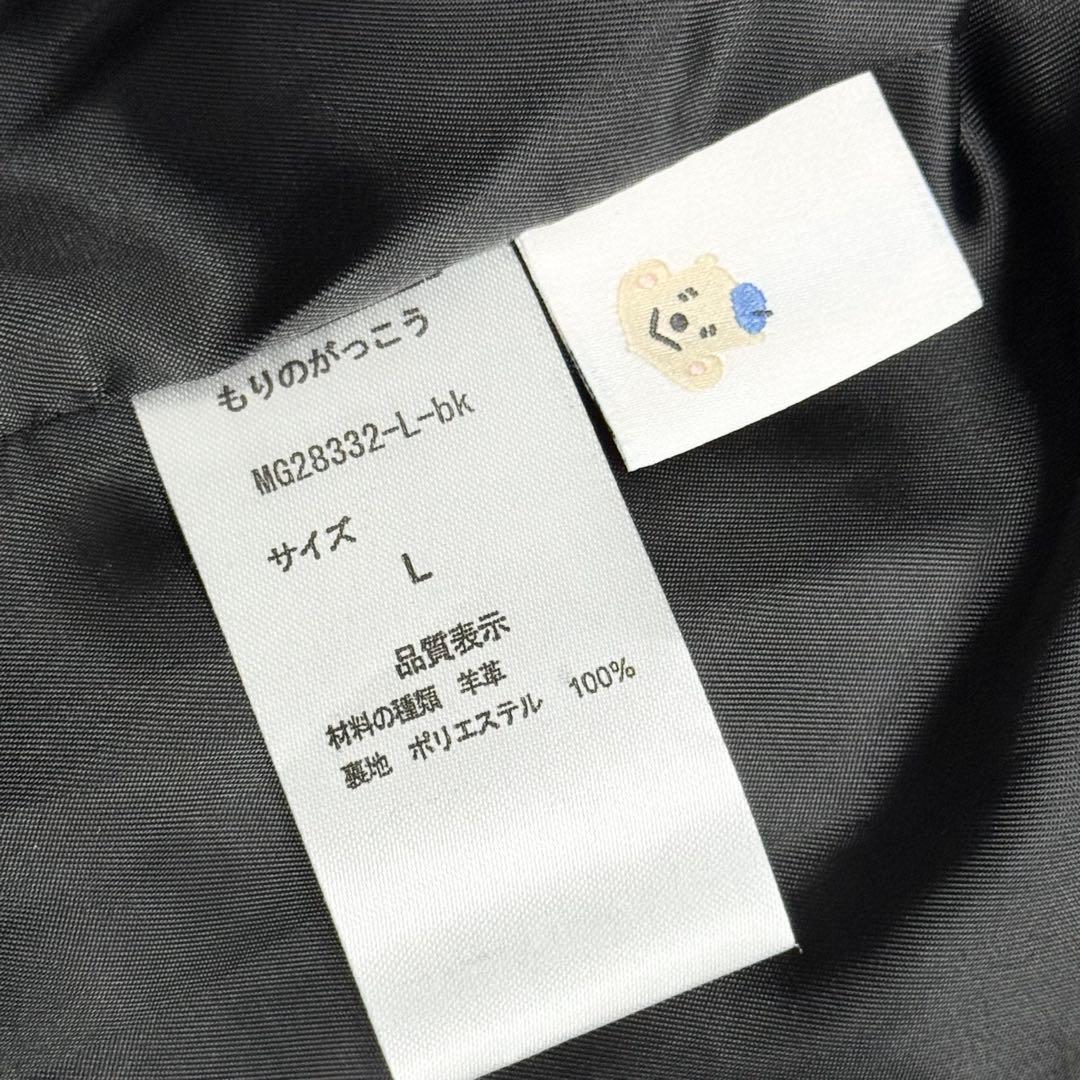 もりのがっこう
MG28332-L-bk
サイズ
L
品質表示
材料の種類 羊革
裏地 ポリエステル 100%